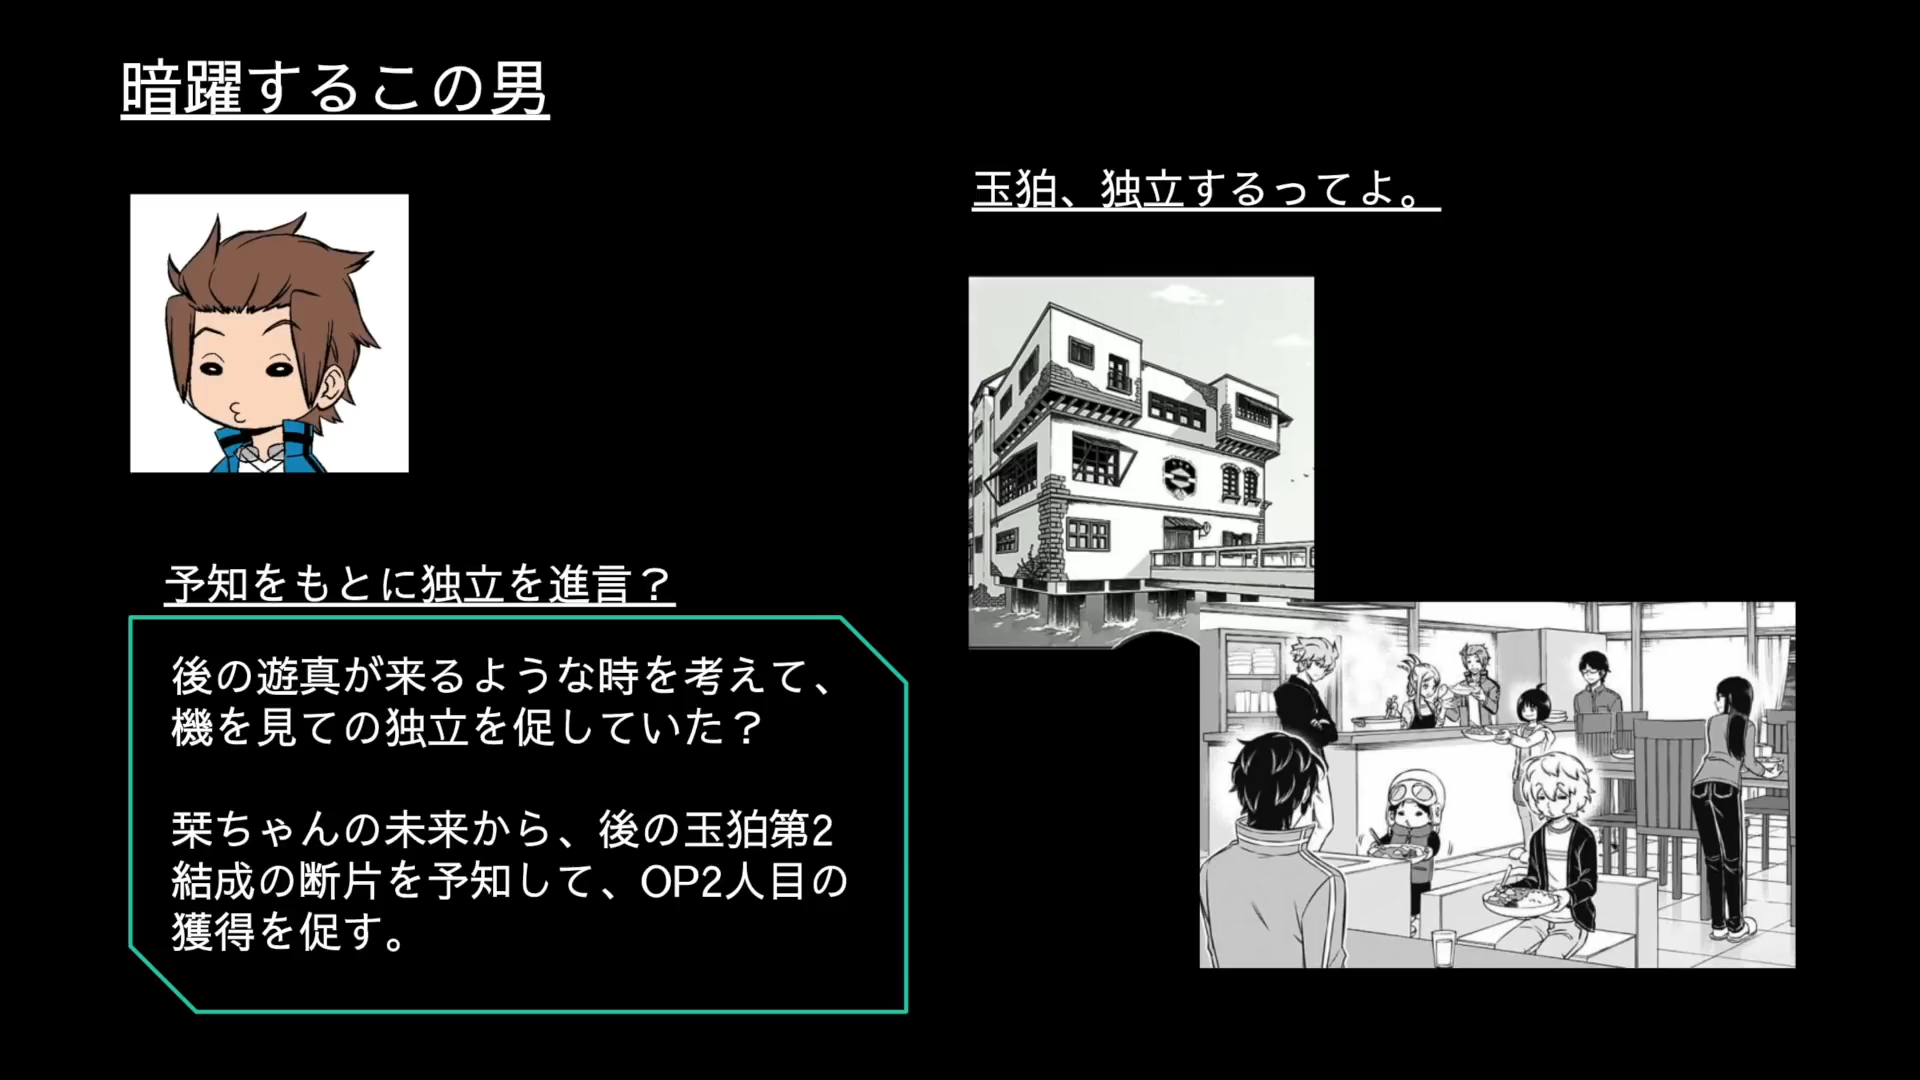 暗躍するこの男
玉狛、独立するってよ。
予知をもとに独立を進言？
後の遊真が来るような時を考えて、
機を見ての独立を促していた？
栞ちゃんの未来から、後の玉狛第2
結成の断片を予知して、OP2人目の
獲得を促す。